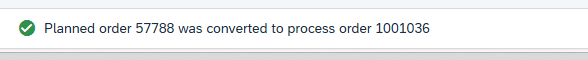 Planned order 57788 was converted to process order 1001036